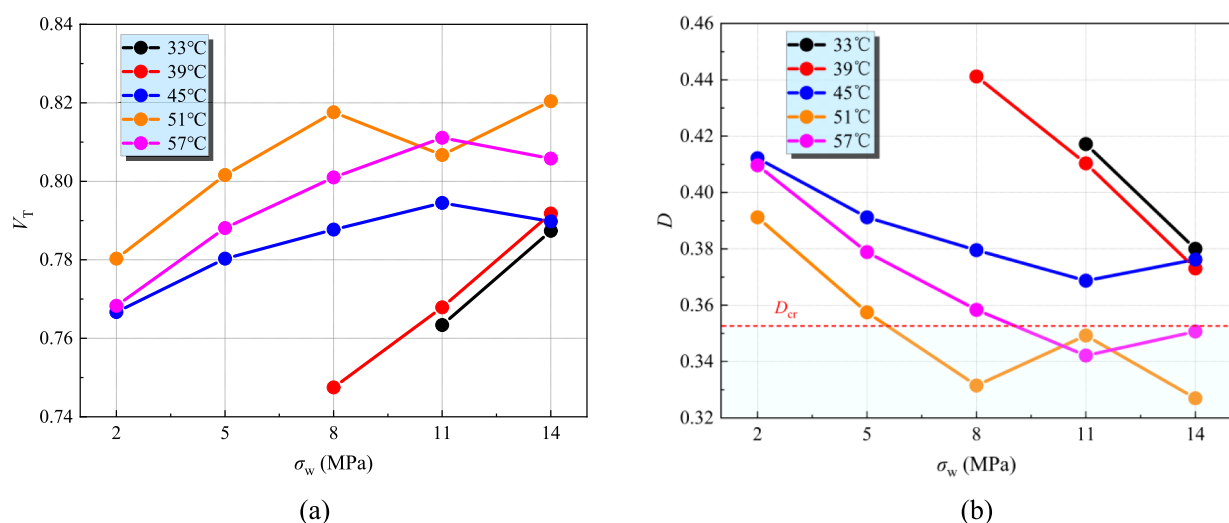 0.84
0.82
0.80
0.78
0.76
0.74
V_T
33℃
39℃
45℃
51℃
57℃
2 5 8 11 14
σ_w (MPa)
(a)
0.46
0.44
0.42
0.40
0.38
0.36
0.34
0.32
D
33℃
39℃
45℃
51℃
57℃
D_cr
2 5 8 11 14
σ_w (MPa)
(b)